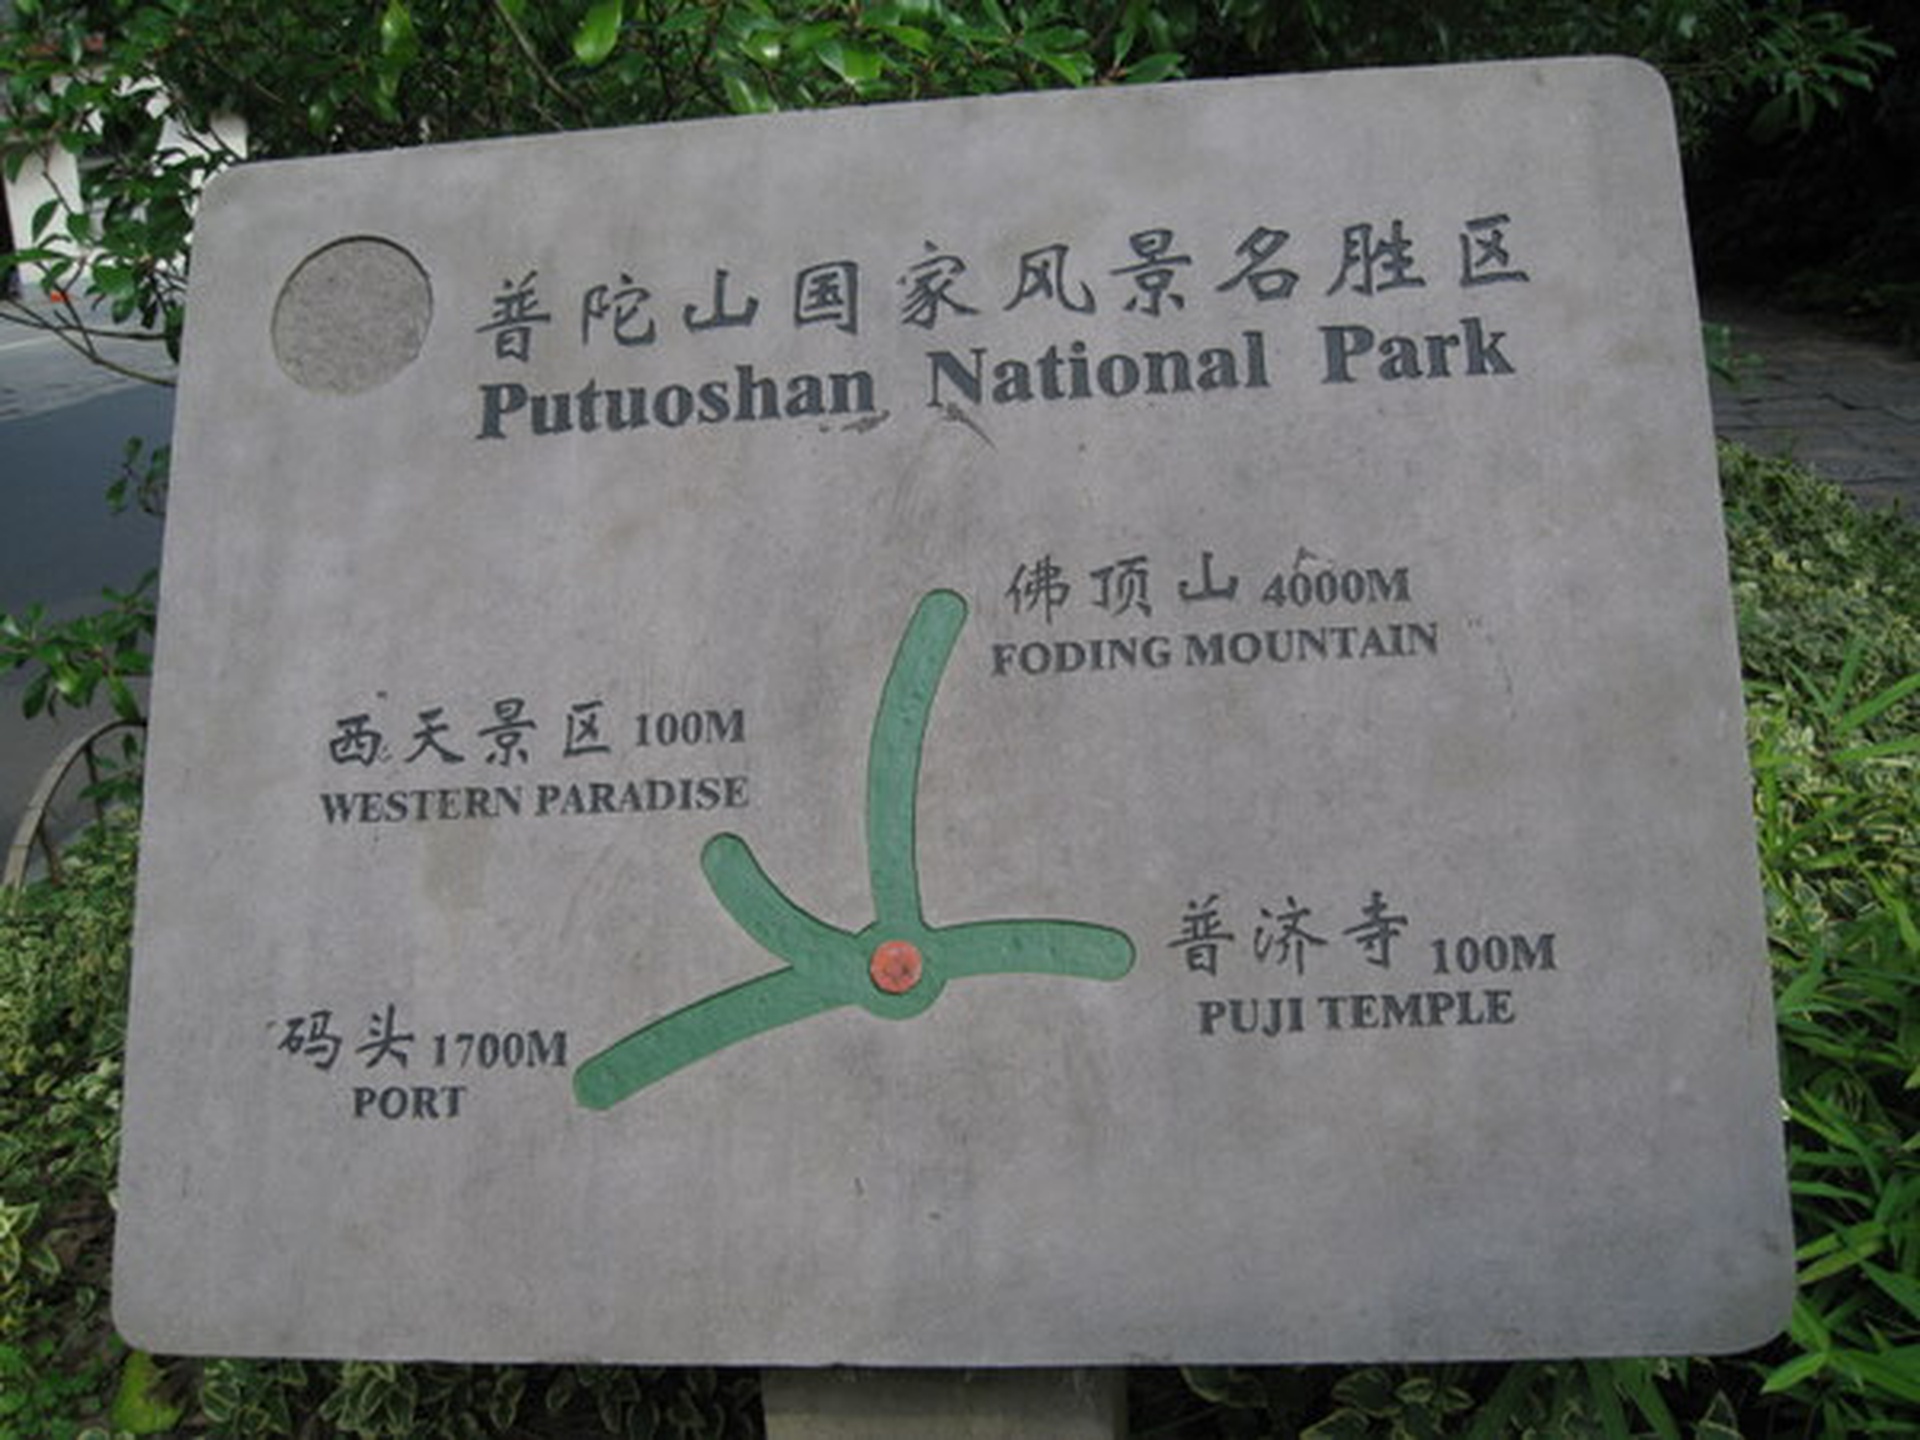 普陀山国家风景名胜区
Putuoshan National Park
佛顶山 4000M
FODING MOUNTAIN
西天景区 100M
WESTERN PARADISE
普济寺 100M
PUJI TEMPLE
码头 1700M
PORT